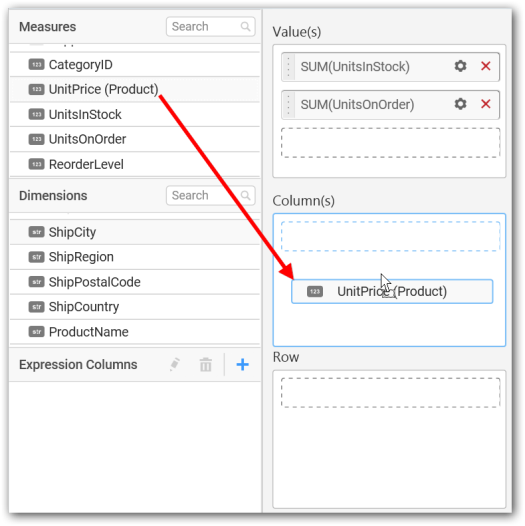 Measures
Search
123 CategoryID
123 UnitPrice (Product)
123 UnitsInStock
123 UnitsOnOrder
123 ReorderLevel
Dimensions
Search
str ShipCity
str ShipRegion
str ShipPostalCode
str ShipCountry
str ProductName
Expression Columns
Value(s)
SUM(UnitsInStock)
SUM(UnitsOnOrder)
Column(s)
123 UnitPrice (Product)
Row